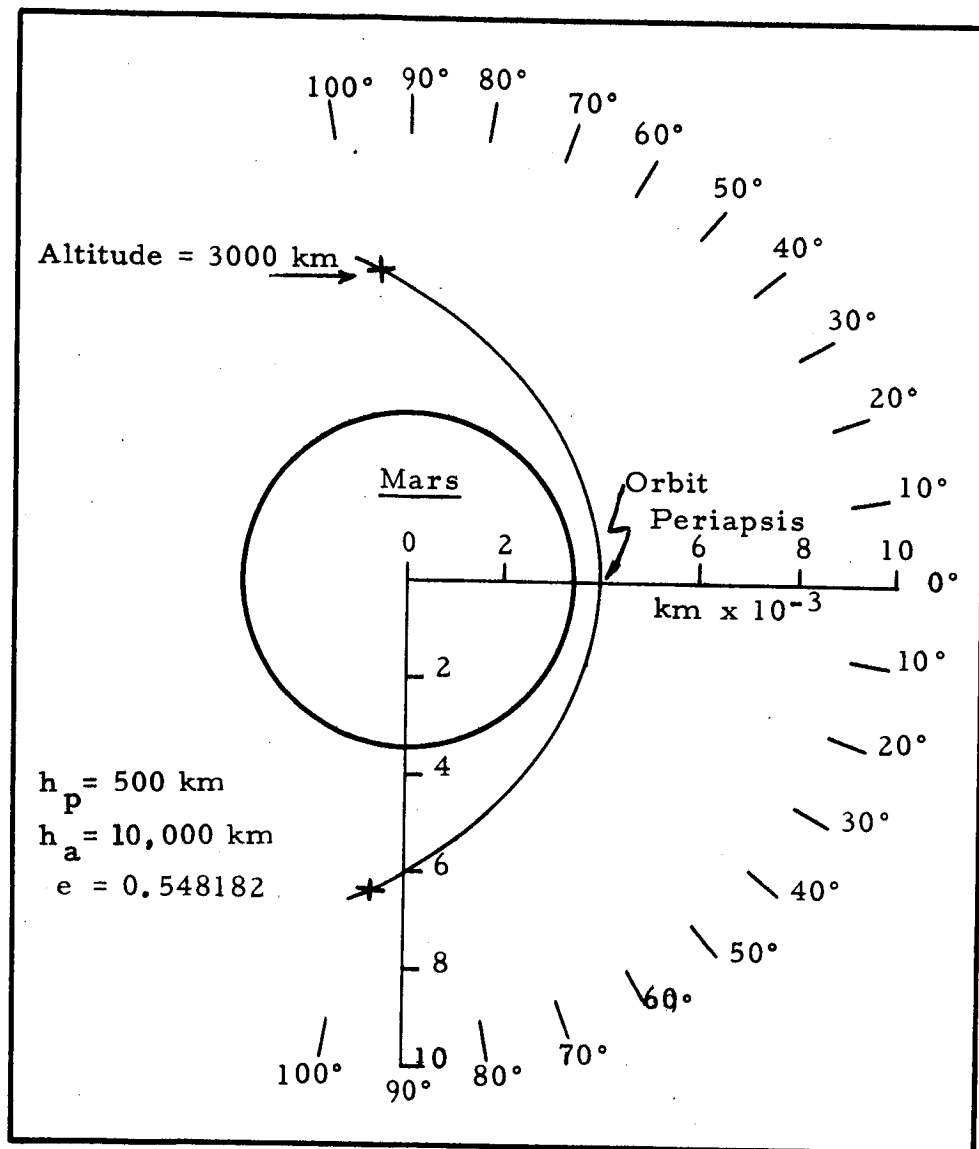 100° 90° 80°
70°
60°
50°
40°
30°
20°
10°
Altitude = 3000 km
Mars
Orbit
Periapsis
0 2 6 8 10
0°
km x 10⁻³
2
4
6
8
10
h_p = 500 km
h_a = 10,000 km
e = 0.548182
10°
20°
30°
40°
50°
60°
70°
100° 90° 80°